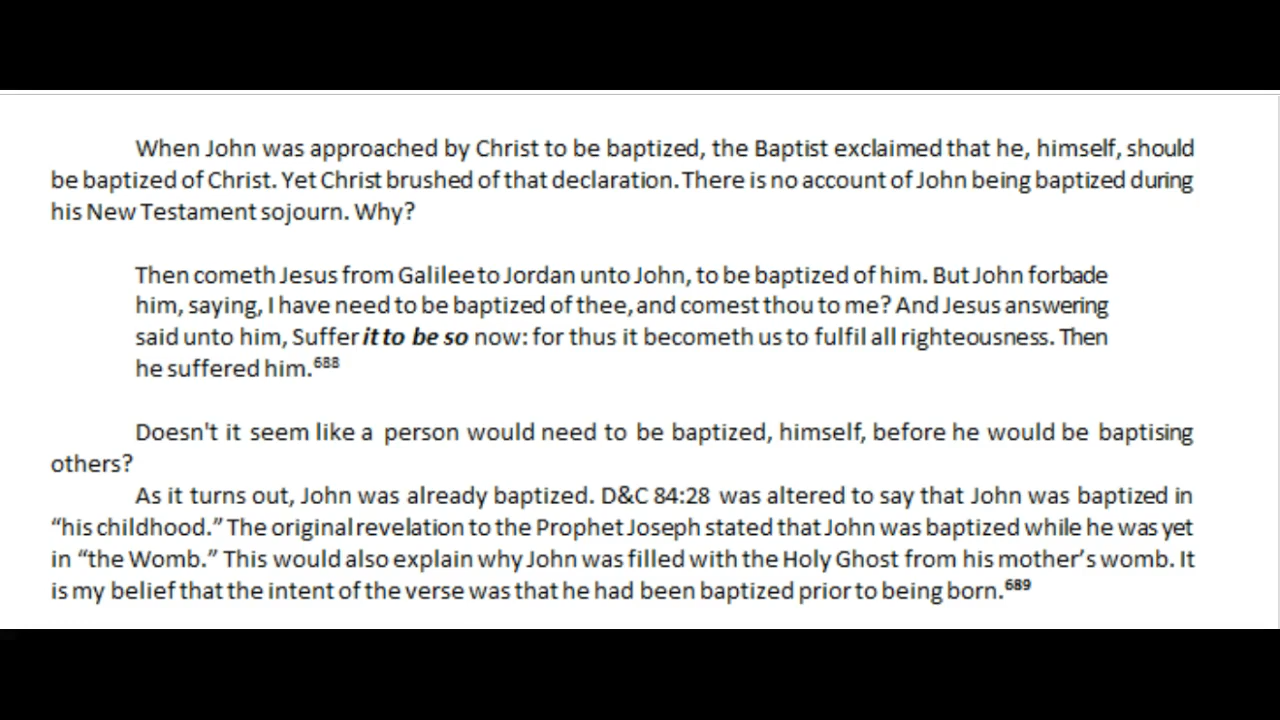 When John was approached by Christ to be baptized, the Baptist exclaimed that he, himself, should
be baptized of Christ. Yet Christ brushed of that declaration. There is no account of John being baptized during
his New Testament sojourn. Why?
Then cometh Jesus from Galilee to Jordan unto John, to be baptized of him. But John forbade
him, saying, I have need to be baptized of thee, and comest thou to me? And Jesus answering
said unto him, Suffer it to be so now: for thus it becometh us to fulfil all righteousness. Then
he suffered him.688
Doesn't it seem like a person would need to be baptized, himself, before he would be baptising
others?
As it turns out, John was already baptized. D&C 84:28 was altered to say that John was baptized in
“his childhood.” The original revelation to the Prophet Joseph stated that John was baptized while he was yet
in “the Womb.” This would also explain why John was filled with the Holy Ghost from his mother’s womb. It
is my belief that the intent of the verse was that he had been baptized prior to being born.689